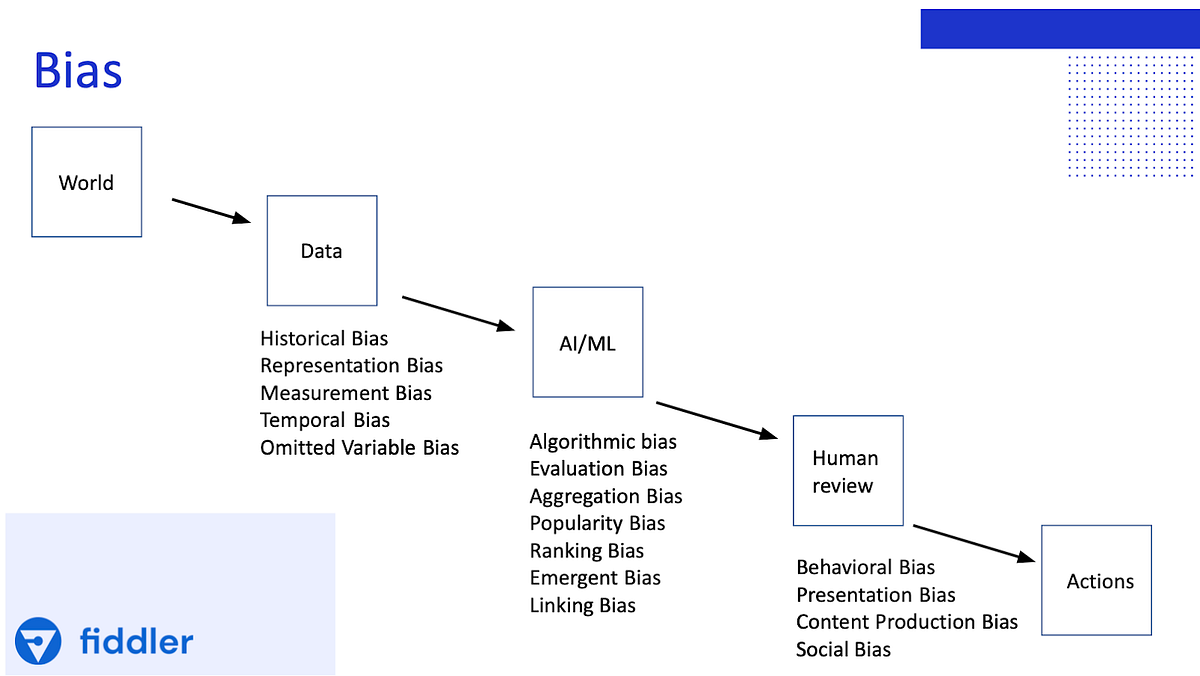 Bias
World
Data
Historical Bias
Representation Bias
Measurement Bias
Temporal Bias
Omitted Variable Bias
AI/ML
Algorithmic bias
Evaluation Bias
Aggregation Bias
Popularity Bias
Ranking Bias
Emergent Bias
Linking Bias
Human
review
Behavioral Bias
Presentation Bias
Content Production Bias
Social Bias
Actions
fiddler